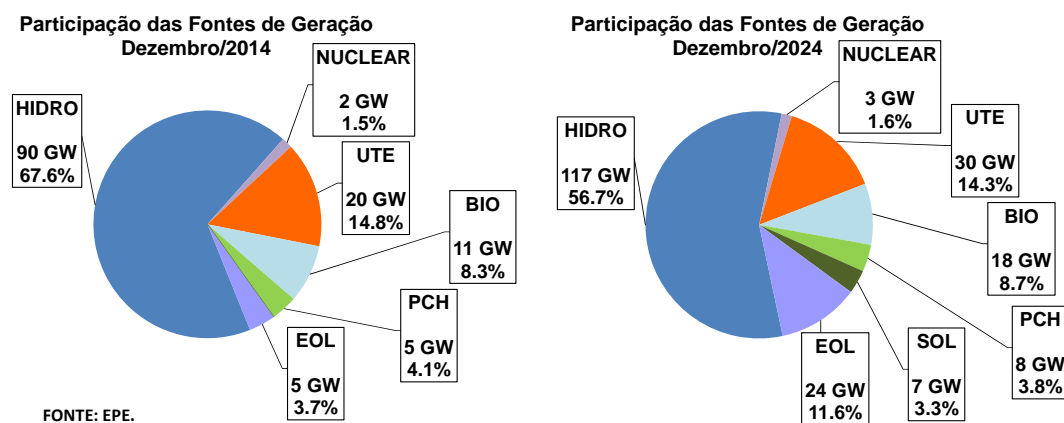 Participação das Fontes de Geração
Dezembro/2014
NUCLEAR
2 GW
1.5%
HIDRO
90 GW
67.6%
UTE
20 GW
14.8%
BIO
11 GW
8.3%
PCH
5 GW
4.1%
EOL
5 GW
3.7%
FONTE: EPE.
Participação das Fontes de Geração
Dezembro/2024
NUCLEAR
3 GW
1.6%
HIDRO
117 GW
56.7%
UTE
30 GW
14.3%
BIO
18 GW
8.7%
PCH
8 GW
3.8%
SOL
7 GW
3.3%
EOL
24 GW
11.6%